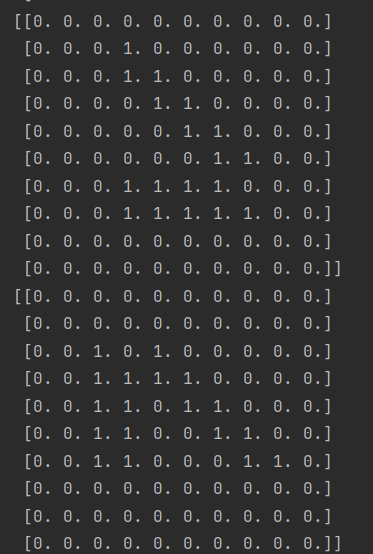 [[0. 0. 0. 0. 0. 0. 0. 0. 0. 0.]
[0. 0. 0. 1. 0. 0. 0. 0. 0. 0.]
[0. 0. 0. 1. 1. 0. 0. 0. 0. 0.]
[0. 0. 0. 0. 1. 1. 0. 0. 0. 0.]
[0. 0. 0. 0. 0. 1. 1. 0. 0. 0.]
[0. 0. 0. 0. 0. 0. 1. 1. 0. 0.]
[0. 0. 0. 1. 1. 1. 1. 0. 0. 0.]
[0. 0. 0. 1. 1. 1. 1. 1. 0. 0.]
[0. 0. 0. 0. 0. 0. 0. 0. 0. 0.]
[0. 0. 0. 0. 0. 0. 0. 0. 0. 0.]]
[[0. 0. 0. 0. 0. 0. 0. 0. 0. 0.]
[0. 0. 0. 0. 0. 0. 0. 0. 0. 0.]
[0. 0. 1. 0. 1. 0. 0. 0. 0. 0.]
[0. 0. 1. 1. 1. 1. 0. 0. 0. 0.]
[0. 0. 1. 1. 0. 1. 1. 0. 0. 0.]
[0. 0. 1. 1. 0. 0. 1. 1. 0. 0.]
[0. 0. 1. 1. 0. 0. 0. 1. 1. 0.]
[0. 0. 0. 0. 0. 0. 0. 0. 0. 0.]
[0. 0. 0. 0. 0. 0. 0. 0. 0. 0.]
[0. 0. 0. 0. 0. 0. 0. 0. 0. 0.]]